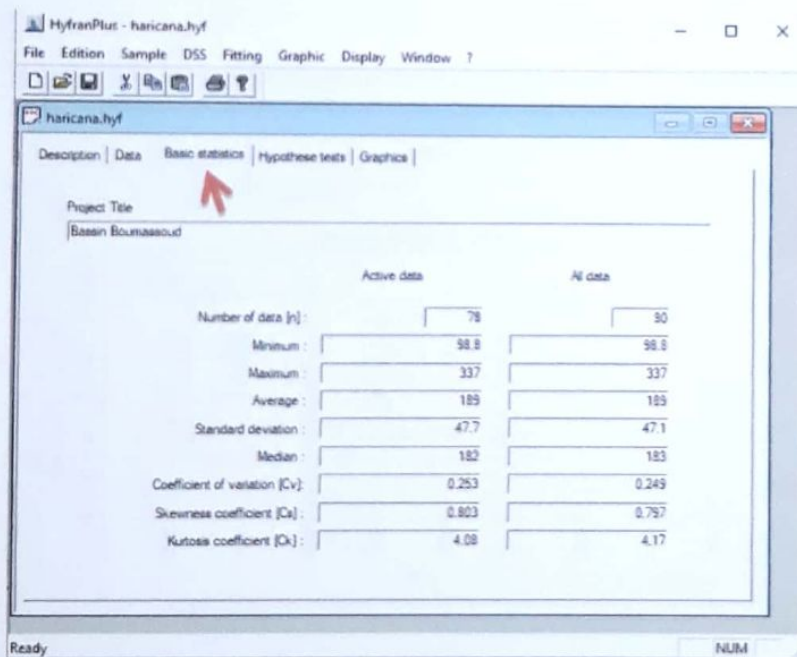 HyfranPlus - haricana.hyf
File Edition Sample DSS Fitting Graphic Display Window ?
haricana.hyf
Description Data Basic statistics Hypothese tests Graphics
Project Title
Bassin Boumassoud
Active data All data
Number of data [n] : 79 90
Minimum : 98.8 98.8
Maximum : 337 337
Average : 189 189
Standard deviation : 47.7 47.1
Median : 182 183
Coefficient of variation [Cv]: 0.253 0.249
Skewness coefficient [Cs] : 0.803 0.797
Kurtosis coefficient [Ck] : 4.08 4.17
Ready NUM